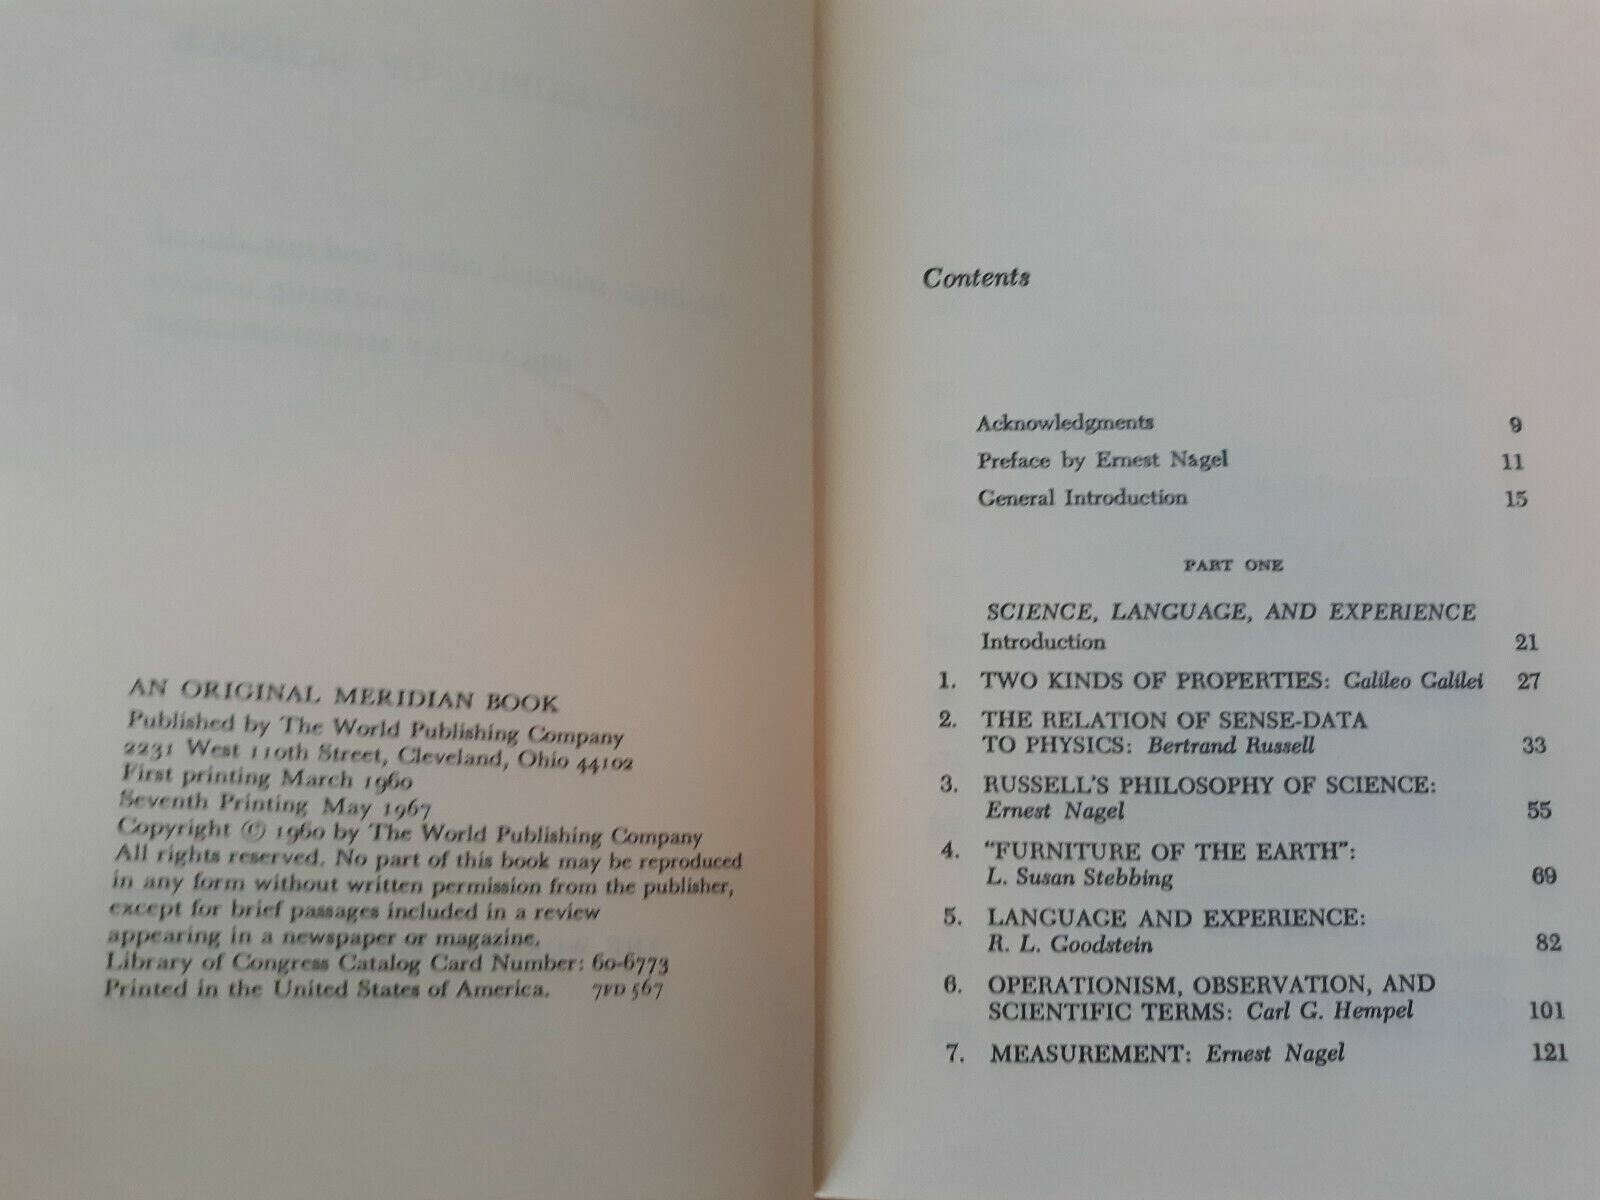 AN ORIGINAL MERIDIAN BOOK
Published by The World Publishing Company
2231 West 110th Street, Cleveland, Ohio 44102
First printing March 1960
Seventh Printing May 1967
Copyright © 1960 by The World Publishing Company
All rights reserved. No part of this book may be reproduced
in any form without written permission from the publisher,
except for brief passages included in a review
appearing in a newspaper or magazine.
Library of Congress Catalog Card Number: 60-6773
Printed in the United States of America. 7FD 567
Contents
Acknowledgments 9
Preface by Ernest Nagel 11
General Introduction 15
PART ONE
SCIENCE, LANGUAGE, AND EXPERIENCE
Introduction 21
1. TWO KINDS OF PROPERTIES: Galileo Galilei 27
2. THE RELATION OF SENSE-DATA
TO PHYSICS: Bertrand Russell 33
3. RUSSELL'S PHILOSOPHY OF SCIENCE:
Ernest Nagel 55
4. "FURNITURE OF THE EARTH":
L. Susan Stebbing 69
5. LANGUAGE AND EXPERIENCE:
R. L. Goodstein 82
6. OPERATIONISM, OBSERVATION, AND
SCIENTIFIC TERMS: Carl G. Hempel 101
7. MEASUREMENT: Ernest Nagel 121